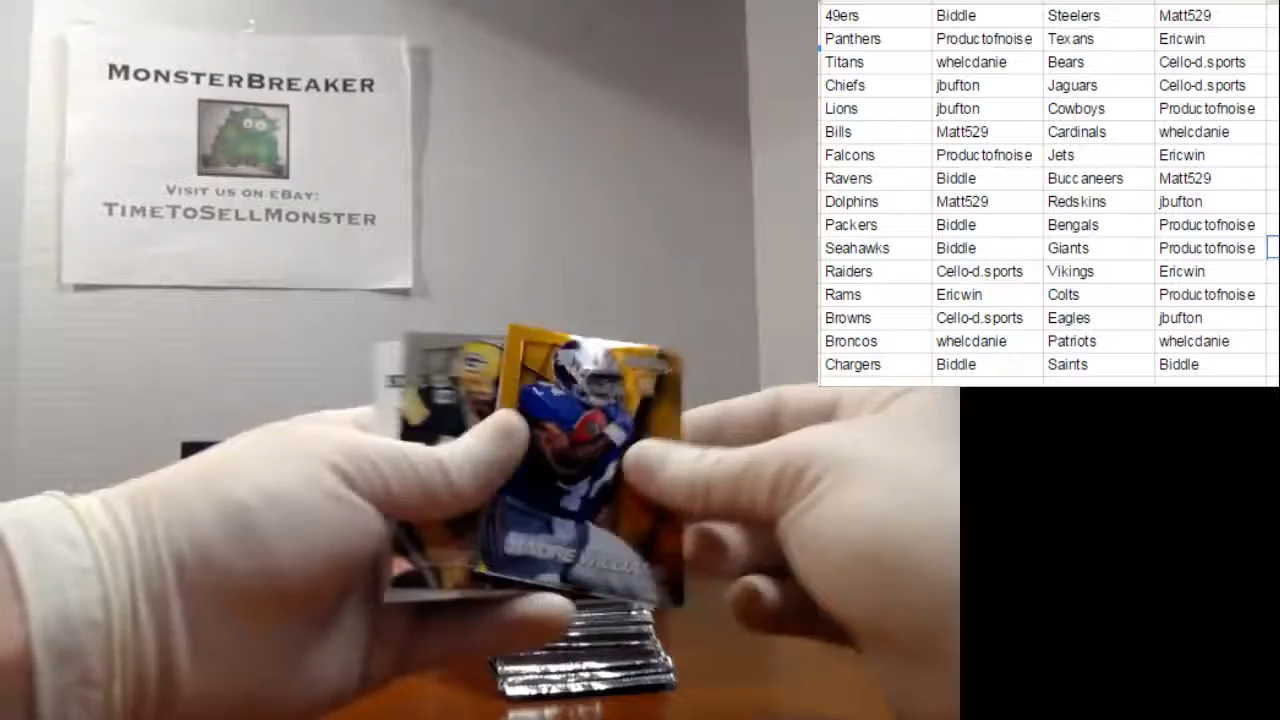 MONSTERBREAKER
VISIT US ON EBAY:
TIMETOSELLMONSTER
49ers Biddle Steelers Matt529
Panthers Productofnoise Texans Ericwin
Titans whelcdanie Bears Cello-d.sports
Chiefs jbufton Jaguars Cello-d.sports
Lions jbufton Cowboys Productofnoise
Bills Matt529 Cardinals whelcdanie
Falcons Productofnoise Jets Ericwin
Ravens Biddle Buccaneers Matt529
Dolphins Matt529 Redskins jbufton
Packers Biddle Bengals Productofnoise
Seahawks Biddle Giants Productofnoise
Raiders Cello-d.sports Vikings Ericwin
Rams Ericwin Colts Productofnoise
Browns Cello-d.sports Eagles jbufton
Broncos whelcdanie Patriots whelcdanie
Chargers Biddle Saints Biddle